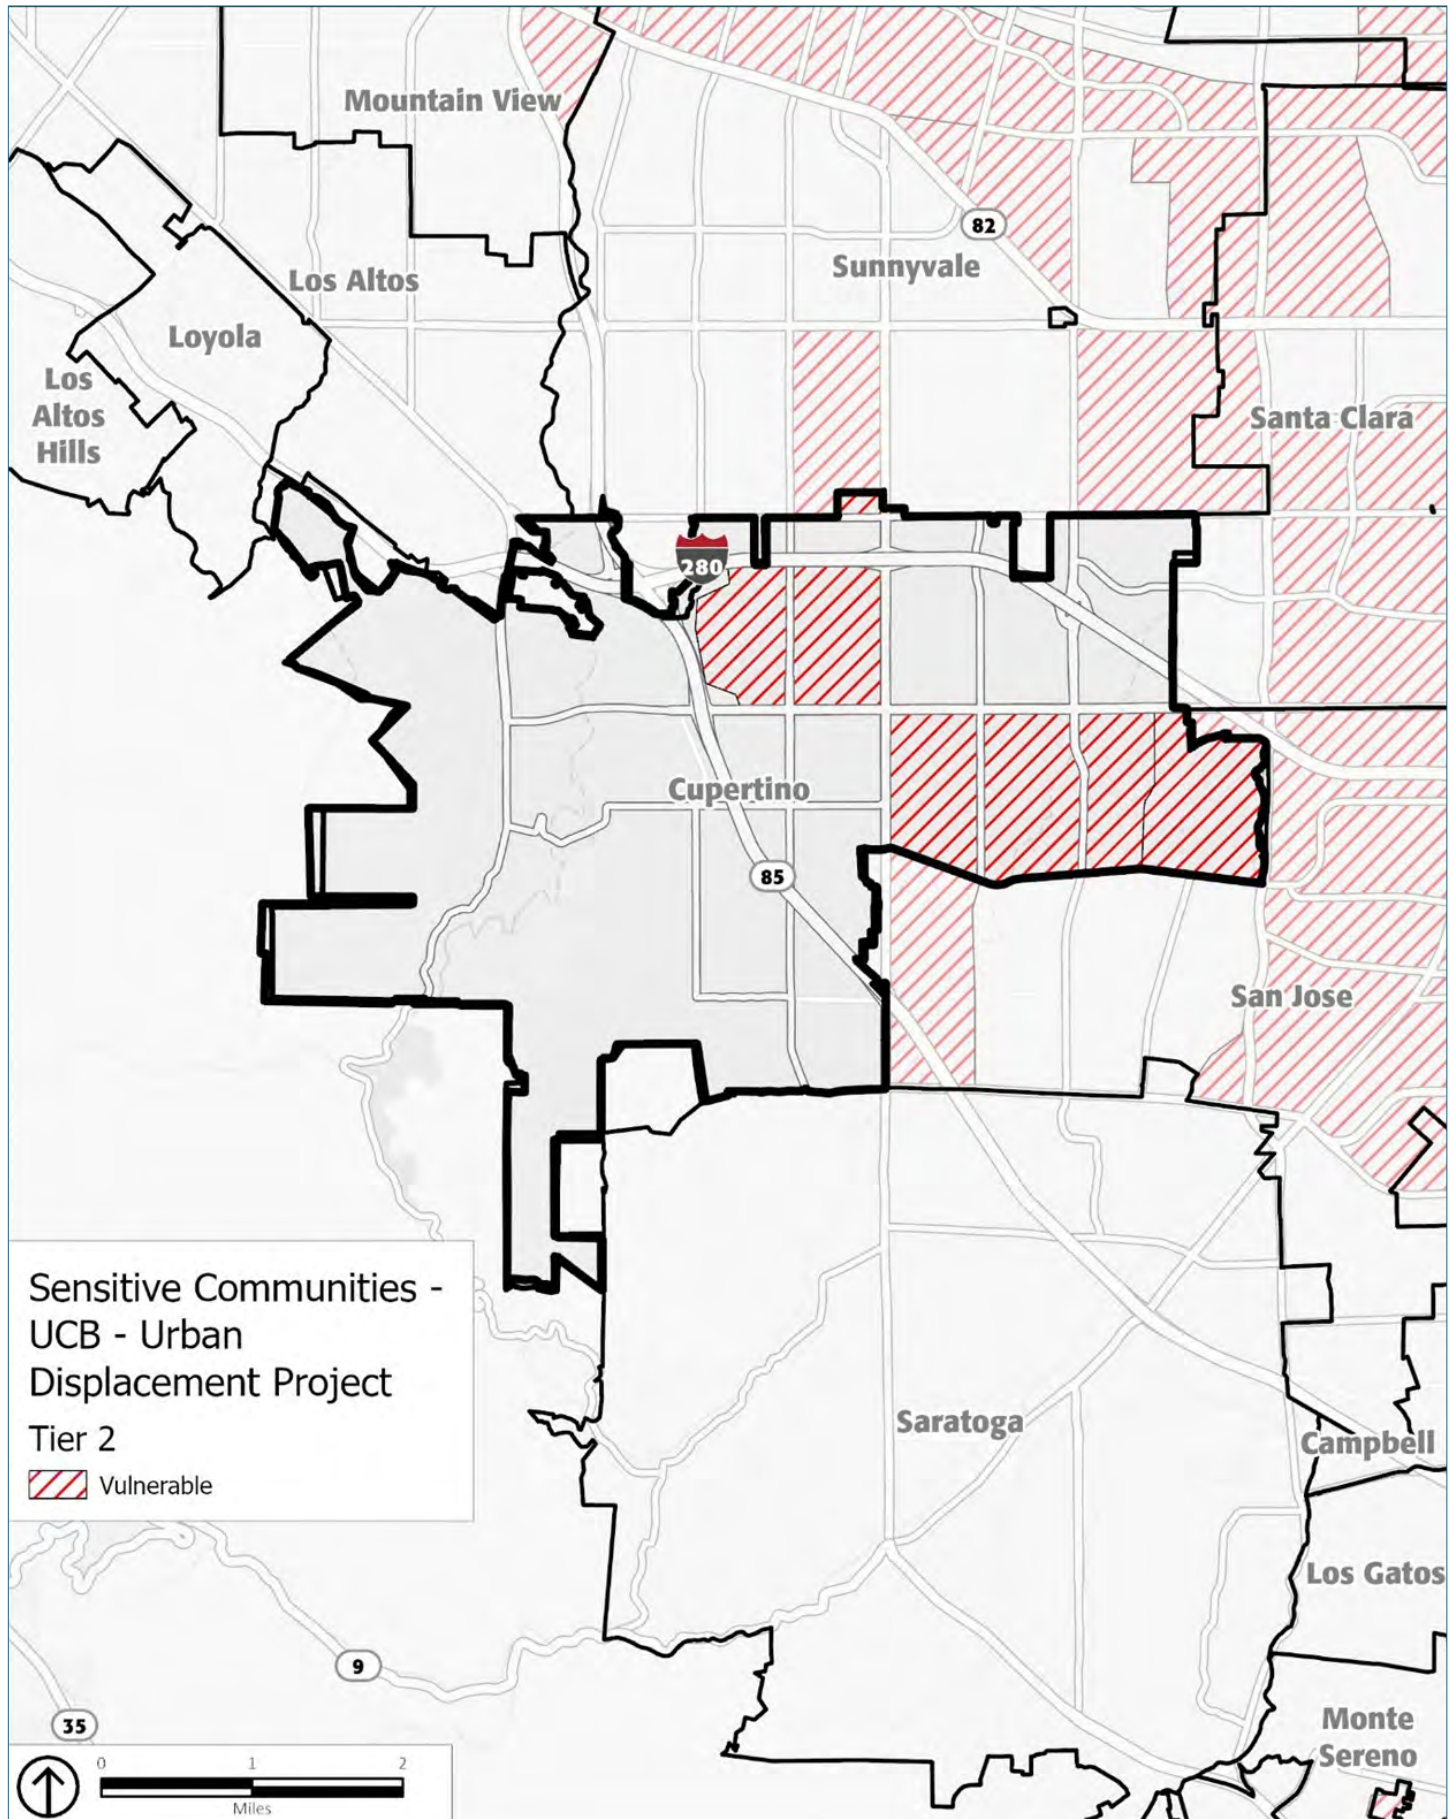 Mountain View
82
Sunnyvale
Los Altos
Loyola
Los
Altos
Hills
Santa Clara
280
Cupertino
85
San Jose
Sensitive Communities -
UCB - Urban
Displacement Project
Tier 2
Vulnerable
Saratoga
Campbell
Los Gatos
9
35
Monte
Sereno
0 1 2
Miles